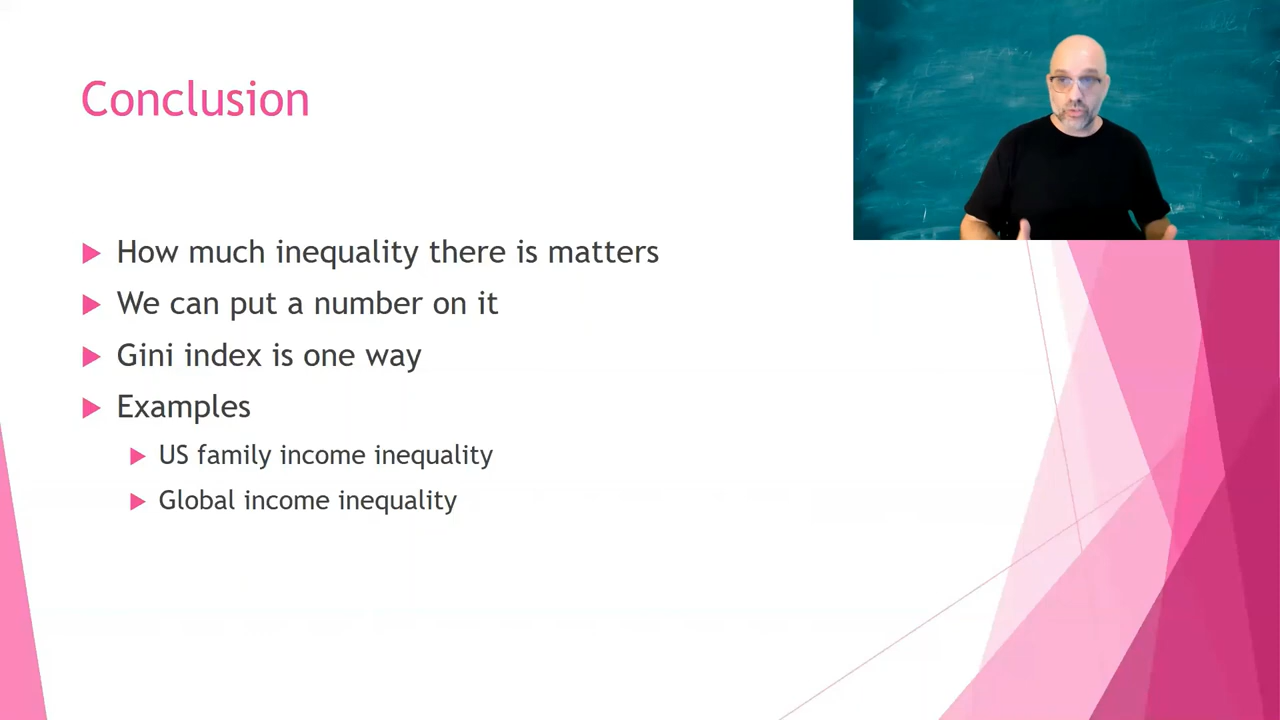 Conclusion
How much inequality there is matters
We can put a number on it
Gini index is one way
Examples
US family income inequality
Global income inequality